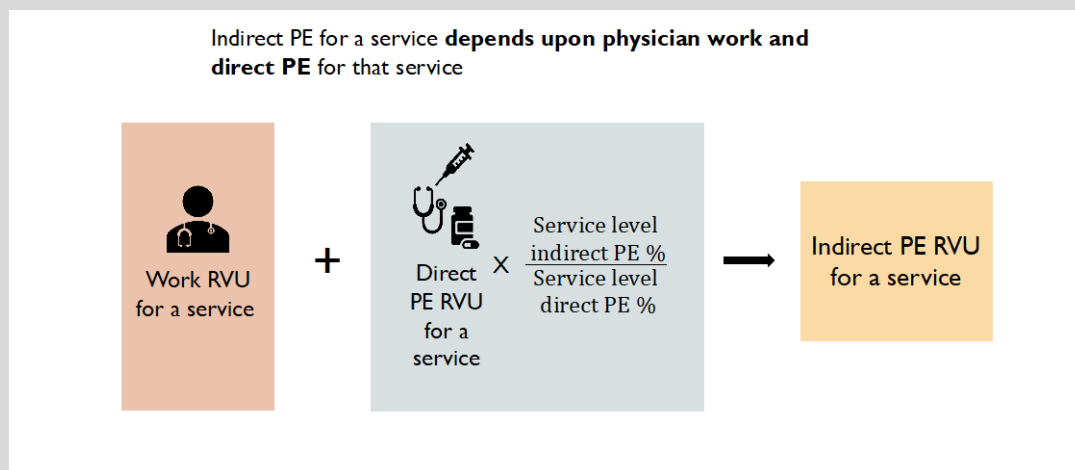 Indirect PE for a service depends upon physician work and
direct PE for that service
Work RVU
for a service
+
Direct
PE RVU
for a
service
X
Service level
indirect PE %
Service level
direct PE %
Indirect PE RVU
for a service